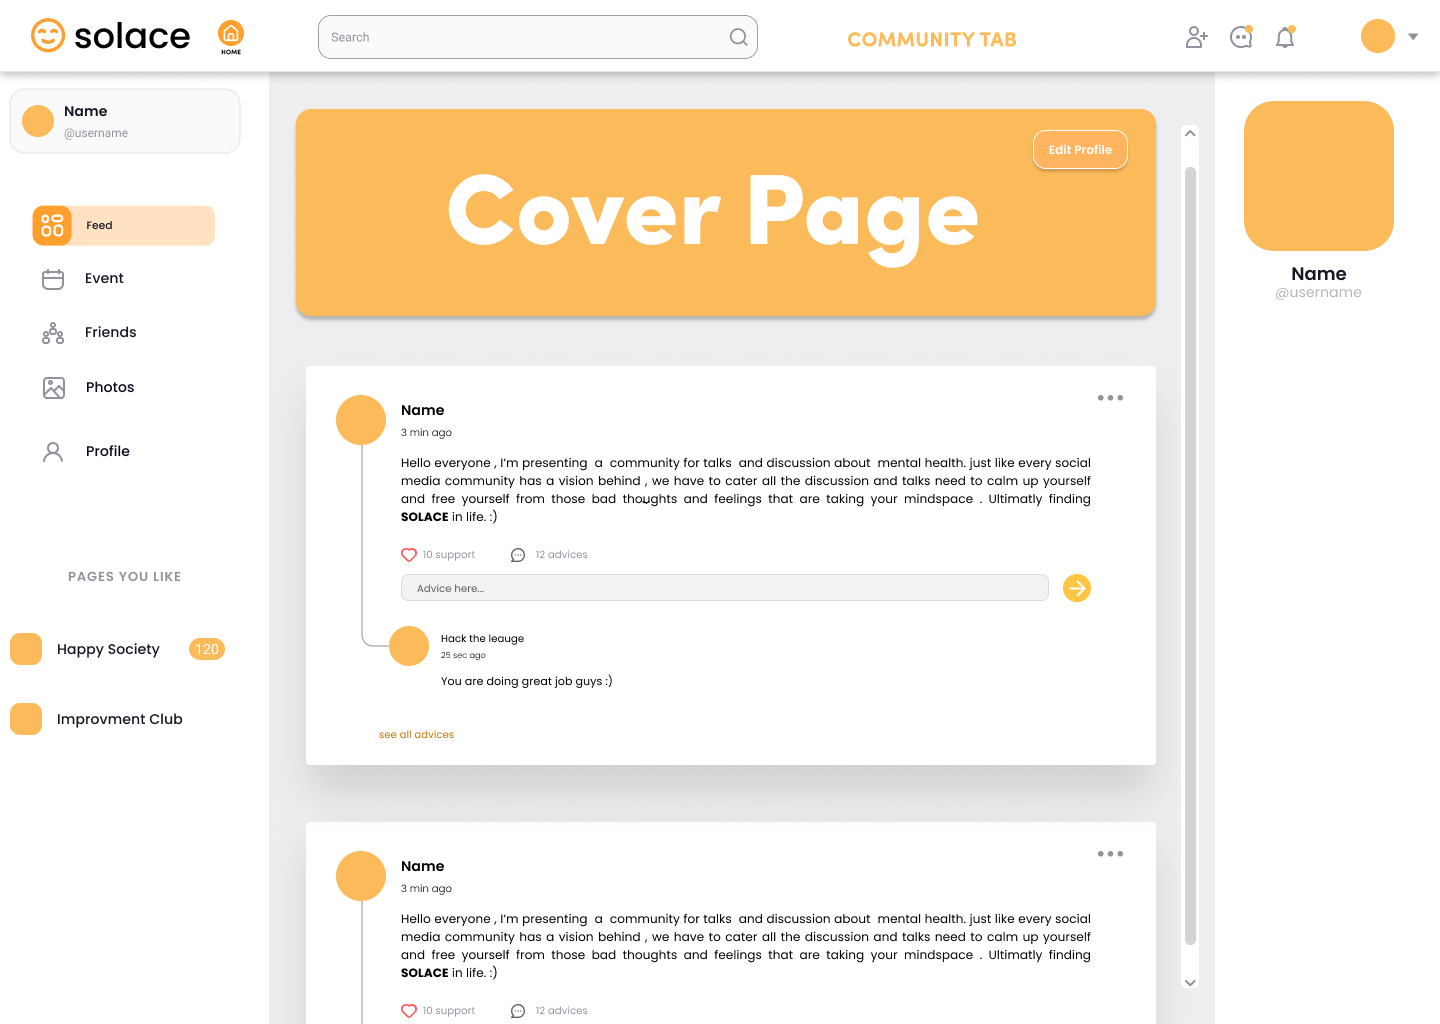 solace
HOME
Search
COMMUNITY TAB
Name
@username
Feed
Event
Friends
Photos
Profile
PAGES YOU LIKE
Happy Society 120
Improvment Club
Edit Profile
Cover Page
Name
3 min ago
Hello everyone , I'm presenting a community for talks and discussion about mental health. just like every social
media community has a vision behind , we have to cater all the discussion and talks need to calm up yourself
and free yourself from those bad thoughts and feelings that are taking your mindspace . Ultimatly finding
SOLACE in life. :)
10 support 12 advices
Advice here...
Hack the leauge
25 sec ago
You are doing great job guys :)
see all advices
Name
3 min ago
Hello everyone , I'm presenting a community for talks and discussion about mental health. just like every social
media community has a vision behind , we have to cater all the discussion and talks need to calm up yourself
and free yourself from those bad thoughts and feelings that are taking your mindspace . Ultimatly finding
SOLACE in life. :)
10 support 12 advices
Name
@username